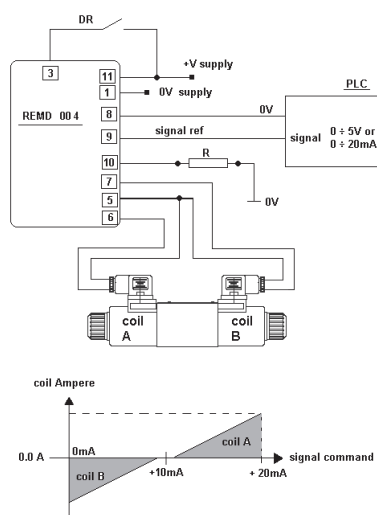 DR
3
11
+V supply
1
0V supply
PLC
REMD 004
8
0V
9
signal ref
signal
0 ÷ 5V or
0 ÷ 20mA
10
R
7
5
0V
6
coil
A
coil
B
coil Ampere
0.0 A
0mA
coil A
signal command
coil B
+10mA
+ 20mA